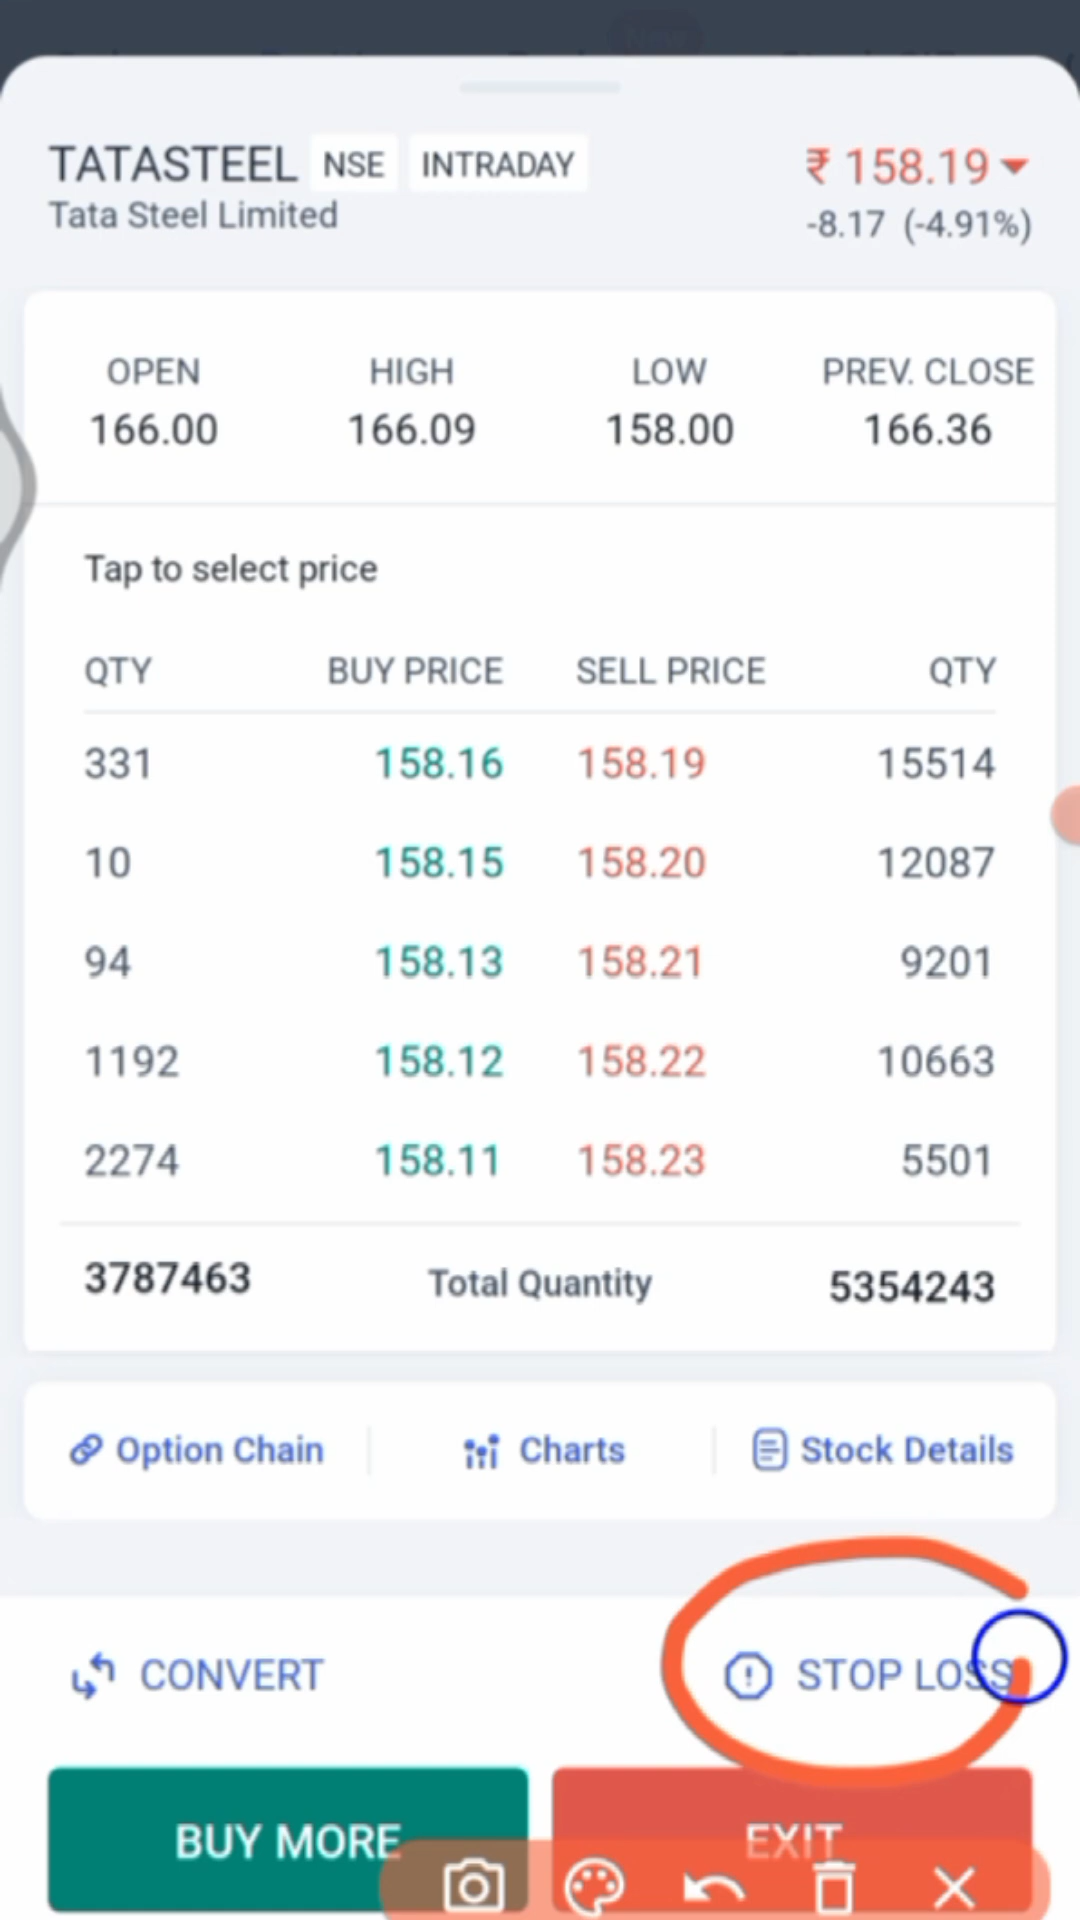 TATASTEEL NSE INTRADAY ₹ 158.19
Tata Steel Limited -8.17 (-4.91%)
OPEN HIGH LOW PREV. CLOSE
166.00 166.09 158.00 166.36
Tap to select price
QTY BUY PRICE SELL PRICE QTY
331 158.16 158.19 15514
10 158.15 158.20 12087
94 158.13 158.21 9201
1192 158.12 158.22 10663
2274 158.11 158.23 5501
3787463 Total Quantity 5354243
Option Chain Charts Stock Details
CONVERT STOP LOSS
BUY MORE EXIT